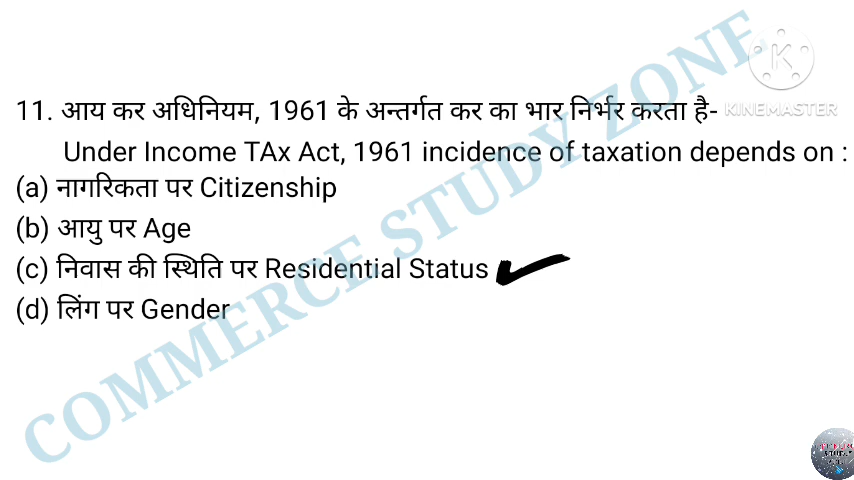 11. आय कर अधिनियम, 1961 के अन्तर्गत कर का भार निर्भर करता है-
Under Income TAx Act, 1961 incidence of taxation depends on :
(a) नागरिकता पर Citizenship
(b) आयु पर Age
(c) निवास की स्थिति पर Residential Status
(d) लिंग पर Gender
COMMERCE STUDY ZONE
K
KINEMASTER